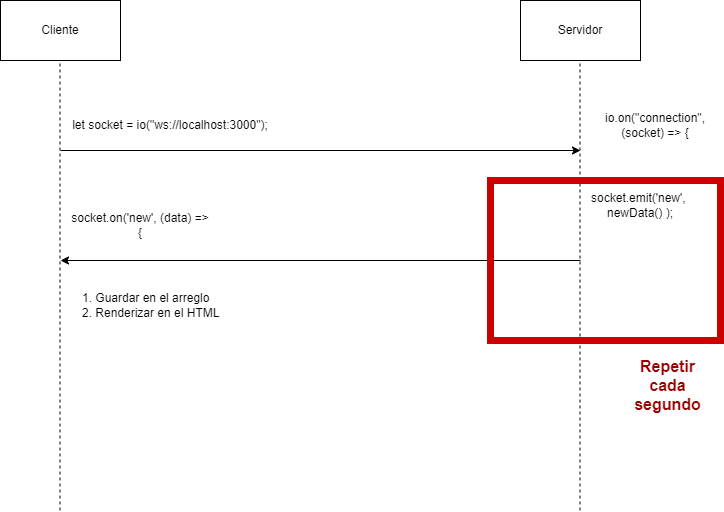 Cliente
Servidor
let socket = io("ws://localhost:3000");
io.on("connection",
(socket) => {
socket.emit('new',
newData() );
socket.on('new', (data) =>
{
1. Guardar en el arreglo
2. Renderizar en el HTML
Repetir
cada
segundo